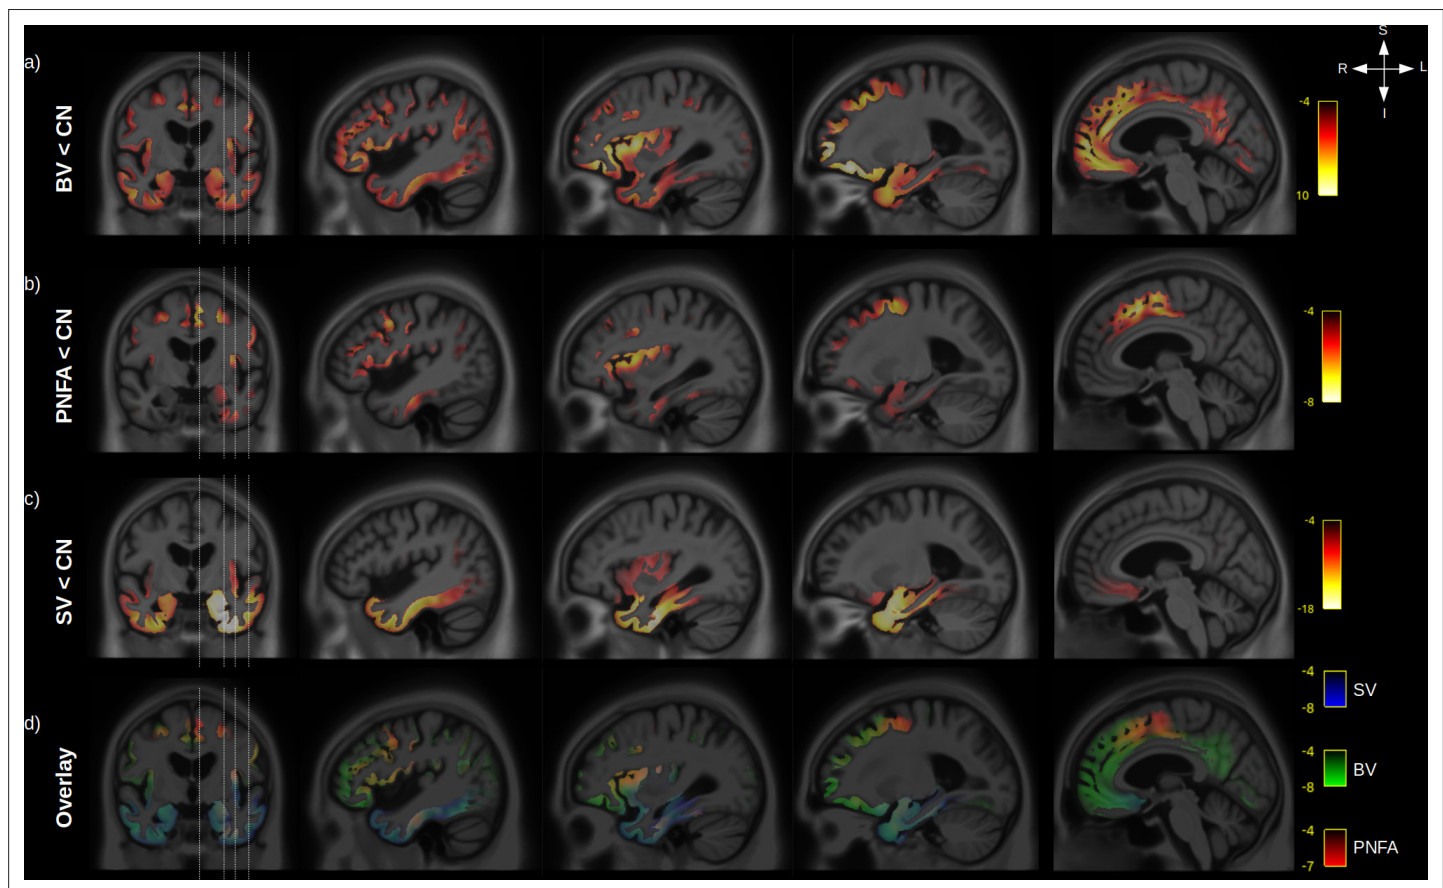 S
R L
I
a)
BV < CN
-4
10
b)
PNFA < CN
-4
-8
c)
SV < CN
-4
-18
d)
Overlay
-4
SV
-8
-4
BV
-8
-4
PNFA
-7